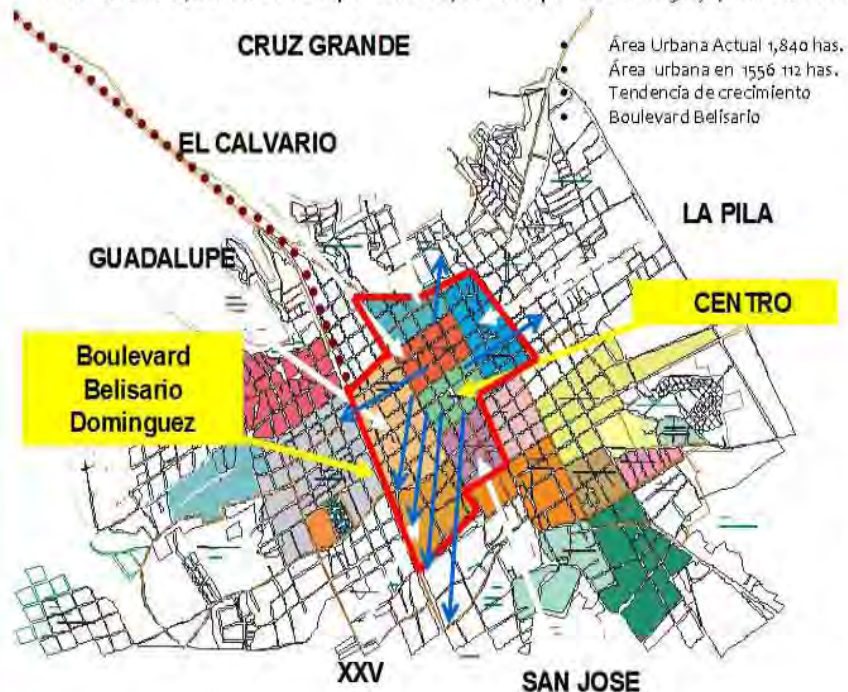 CRUZ GRANDE
Área Urbana Actual 1,840 has.
Área urbana en 1556 112 has.
Tendencia de crecimiento
Boulevard Belisario
EL CALVARIO
LA PILA
GUADALUPE
CENTRO
Boulevard
Belisario
Dominguez
XXV
SAN JOSE